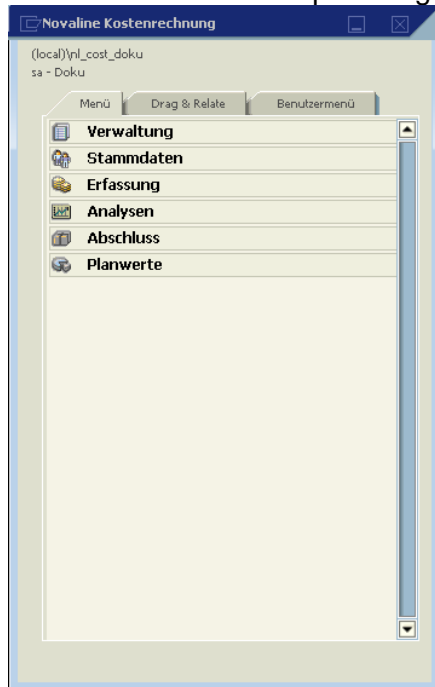 Novaline Kostenrechnung
(local)\nl_cost_doku
sa - Doku
Menü Drag & Relate Benutzermenü
Verwaltung
Stammdaten
Erfassung
Analysen
Abschluss
Planwerte